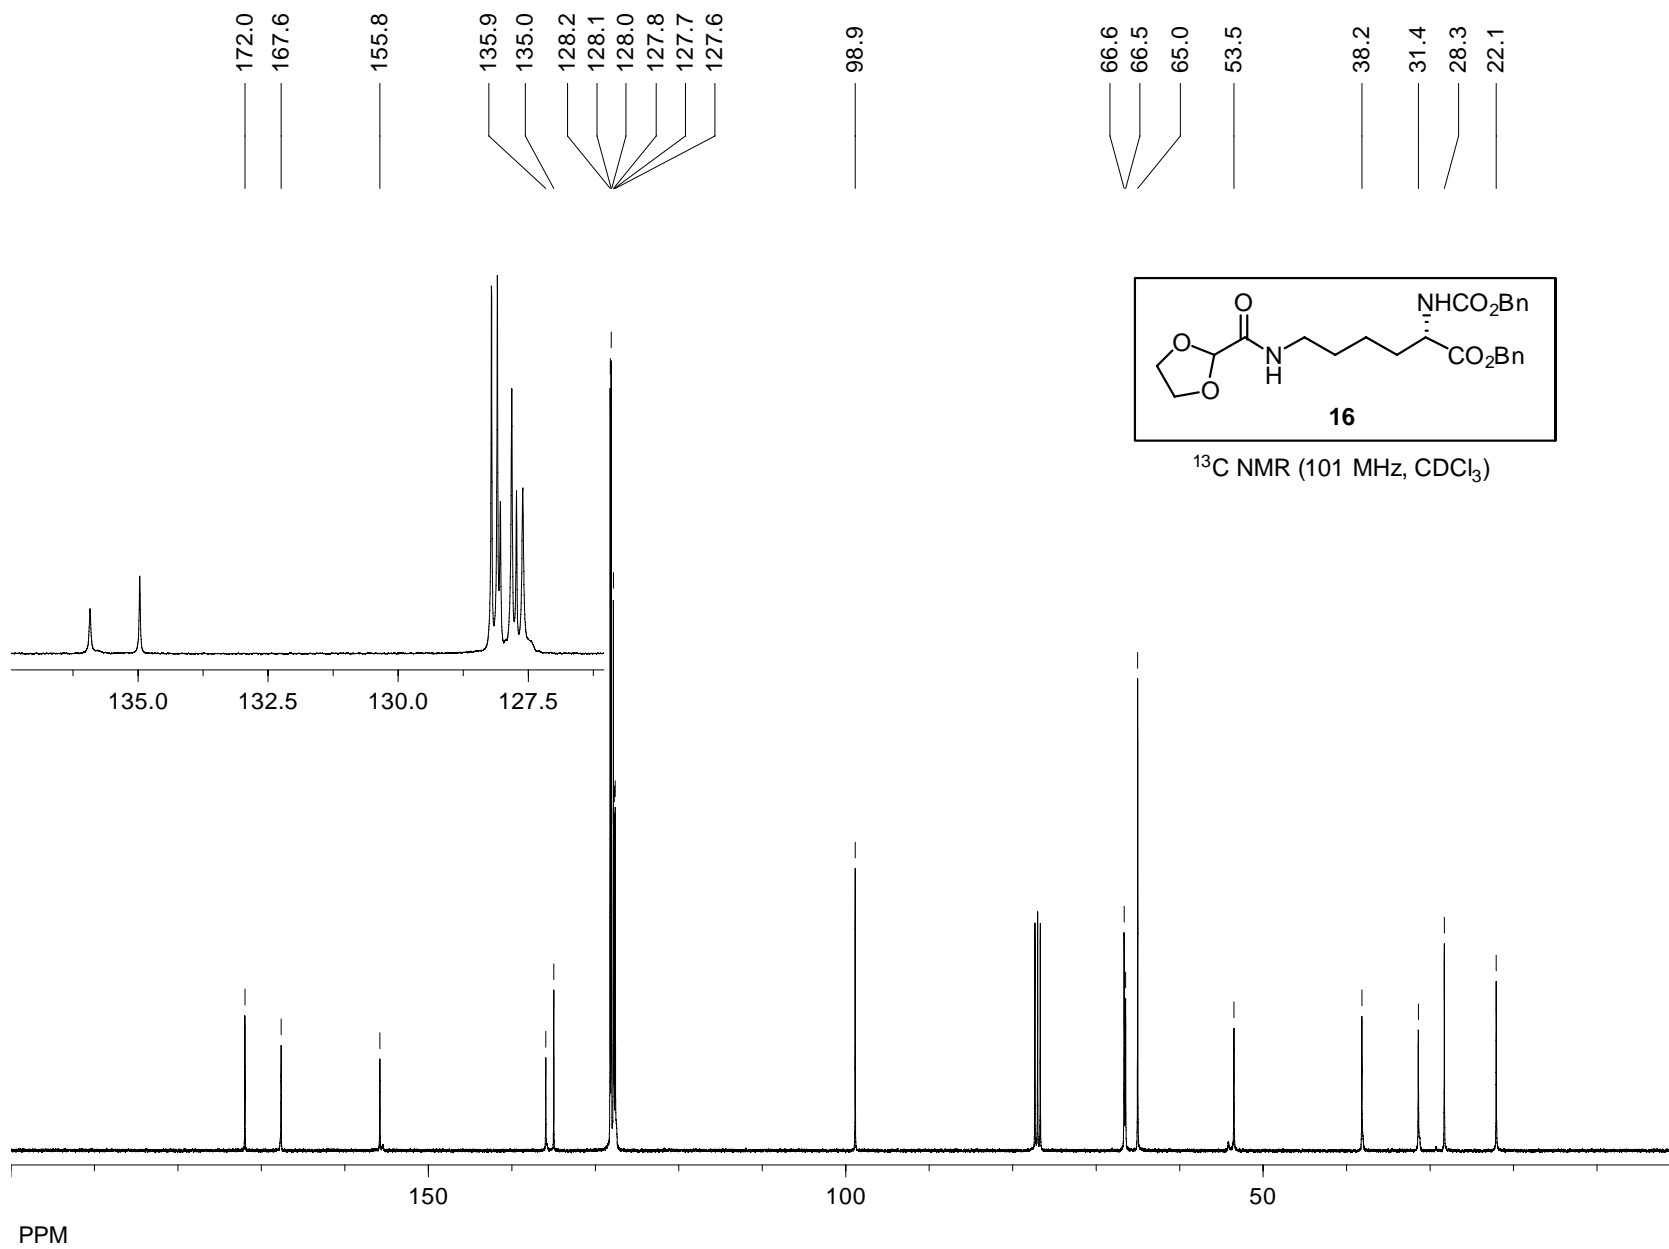 172.0
167.6
155.8
135.9
135.0
128.2
128.1
128.0
127.8
127.7
127.6
98.9
66.6
66.5
65.0
53.5
38.2
31.4
28.3
22.1
O
NHCO₂Bn
O
N
H
CO₂Bn
O
16
¹³C NMR (101 MHz, CDCl₃)
135.0 132.5 130.0 127.5
150 100 50
PPM